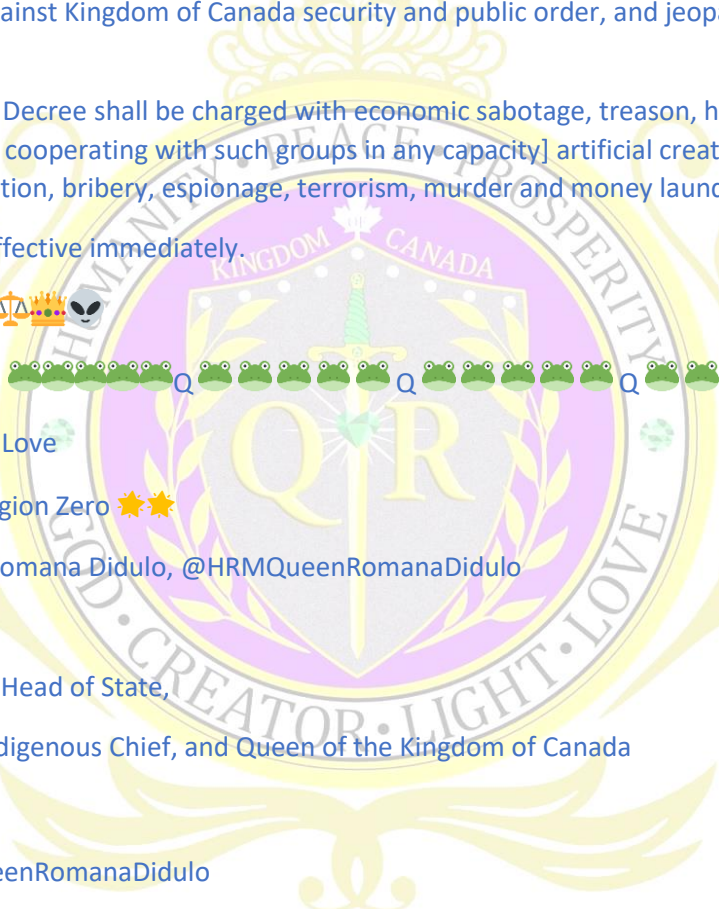 ainst Kingdom of Canada security and public order, and jeopa
Decree shall be charged with economic sabotage, treason, h
cooperating with such groups in any capacity] artificial creat
tion, bribery, espionage, terrorism, murder and money laund
ffective immediately.
⚖️👑👽
🐸🐸🐸🐸🐸Q🐸🐸🐸🐸🐸Q🐸🐸🐸🐸🐸Q🐸🐸
Love
gion Zero 🌟🌟
omana Didulo, @HRMQueenRomanaDidulo
Head of State,
digenous Chief, and Queen of the Kingdom of Canada
eenRomanaDidulo
HUMANITY • PEACE • PROSPERITY
KINGDOM OF CANADA
Q R
GOD • CREATOR • LIGHT • LOVE